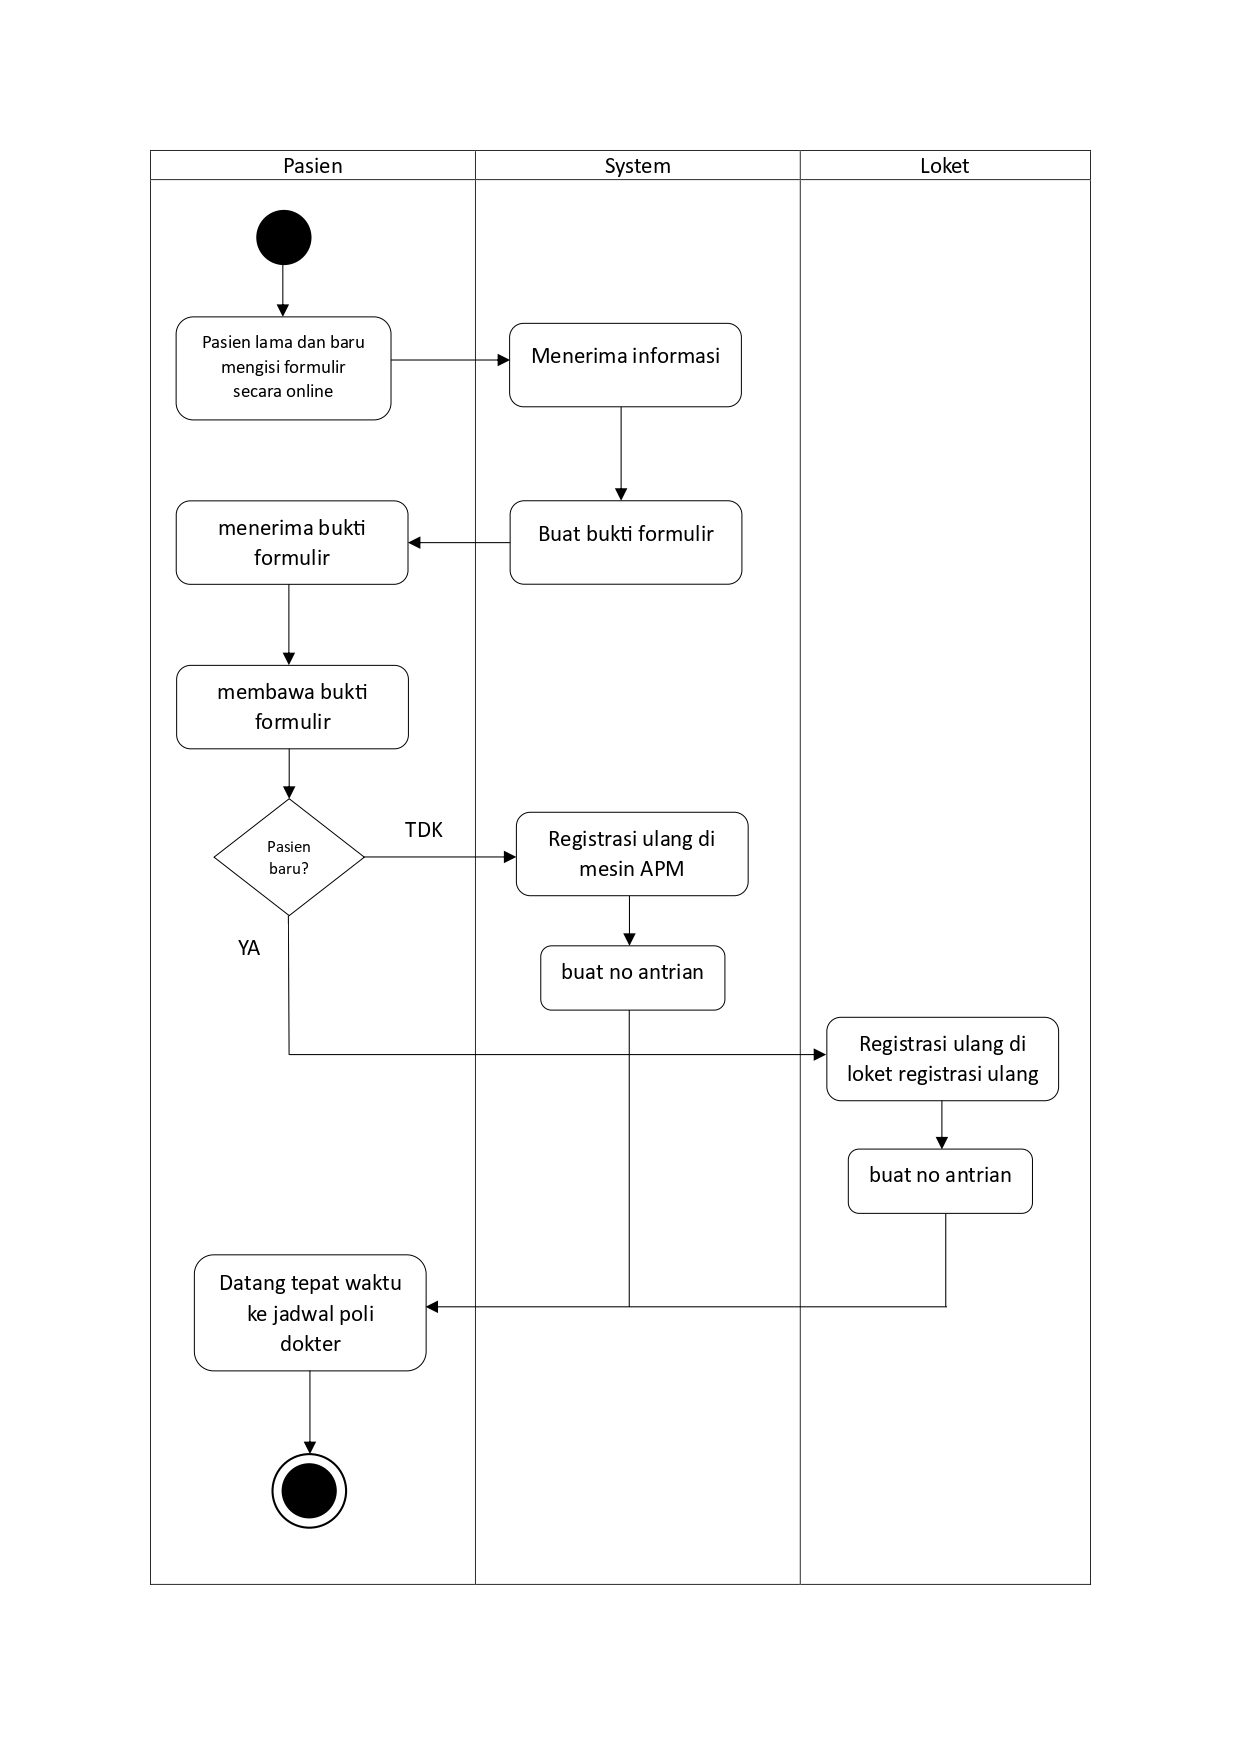 Pasien
System
Loket
Pasien lama dan baru
mengisi formulir
secara online
Menerima informasi
menerima bukti
formulir
Buat bukti formulir
membawa bukti
formulir
Pasien
baru?
TDK
Registrasi ulang di
mesin APM
YA
buat no antrian
Registrasi ulang di
loket registrasi ulang
buat no antrian
Datang tepat waktu
ke jadwal poli
dokter